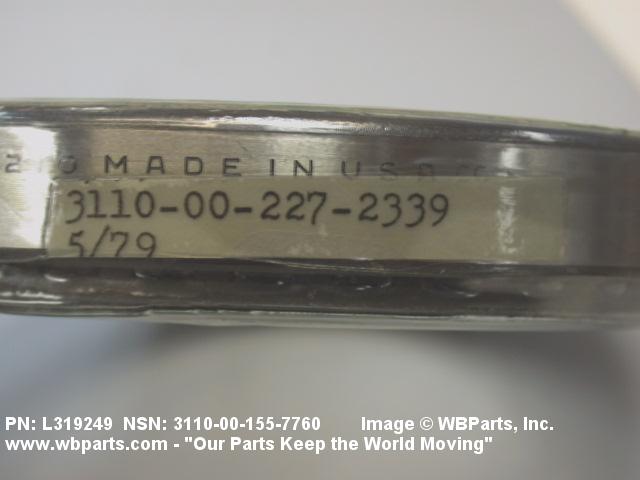 MADE IN USA
3110-00-227-2339
5/79
PN: L319249 NSN: 3110-00-155-7760 Image © WBParts, Inc.
www.wbparts.com - "Our Parts Keep the World Moving"